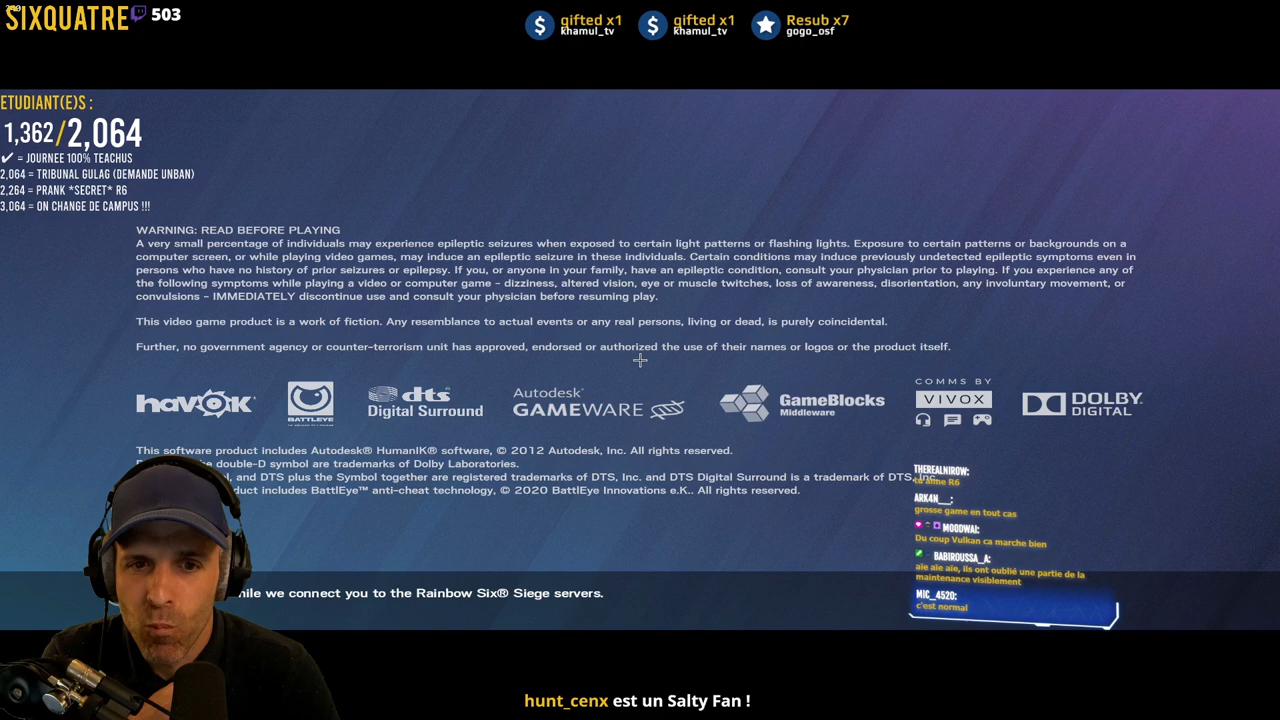 SIXQUATRE 503
gifted x1
khamul_tv
gifted x1
khamul_tv
Resub x7
gogo_osf
ETUDIANT(E)S :
1,362/2,064
✓ = JOURNEE 100% TEACHUS
2,064 = TRIBUNAL GULAG (DEMANDE UNBAN)
2,264 = PRANK *SECRET* R6
3,064 = ON CHANGE DE CAMPUS !!!
WARNING: READ BEFORE PLAYING
A very small percentage of individuals may experience epileptic seizures when exposed to certain light patterns or flashing lights. Exposure to certain patterns or backgrounds on a
computer screen, or while playing video games, may induce an epileptic seizure in these individuals. Certain conditions may induce previously undetected epileptic symptoms even in
persons who have no history of prior seizures or epilepsy. If you, or anyone in your family, have an epileptic condition, consult your physician prior to playing. If you experience any of
the following symptoms while playing a video or computer game - dizziness, altered vision, eye or muscle twitches, loss of awareness, disorientation, any involuntary movement, or
convulsions - IMMEDIATELY discontinue use and consult your physician before resuming play.
This video game product is a work of fiction. Any resemblance to actual events or any real persons, living or dead, is purely coincidental.
Further, no government agency or counter-terrorism unit has approved, endorsed or authorized the use of their names or logos or the product itself.
havok
BATTLEYE
dts
Digital Surround
Autodesk®
GAMEWARE
GameBlocks
Middleware
COMMS BY
VIVOX
DOLBY
DIGITAL
This software product includes Autodesk® HumanIK® software, © 2012 Autodesk, Inc. All rights reserved.
double-D symbol are trademarks of Dolby Laboratories.
and DTS plus the Symbol together are registered trademarks of DTS, Inc. and DTS Digital Surround is a trademark of DTS, Inc.
includes BattlEye™ anti-cheat technology, © 2020 BattlEye Innovations e.K.. All rights reserved.
we connect you to the Rainbow Six® Siege servers.
THEREALNIROW:
aime R6
ARK4N__:
grosse game en tout cas
MOODWAI:
Du coup Vulkan ca marche bien
BABIROUSSA_A:
aïe aïe aïe, ils ont oublié une partie de la
maintenance visiblement
MIC_4520:
c'est normal
hunt_cenx est un Salty Fan !